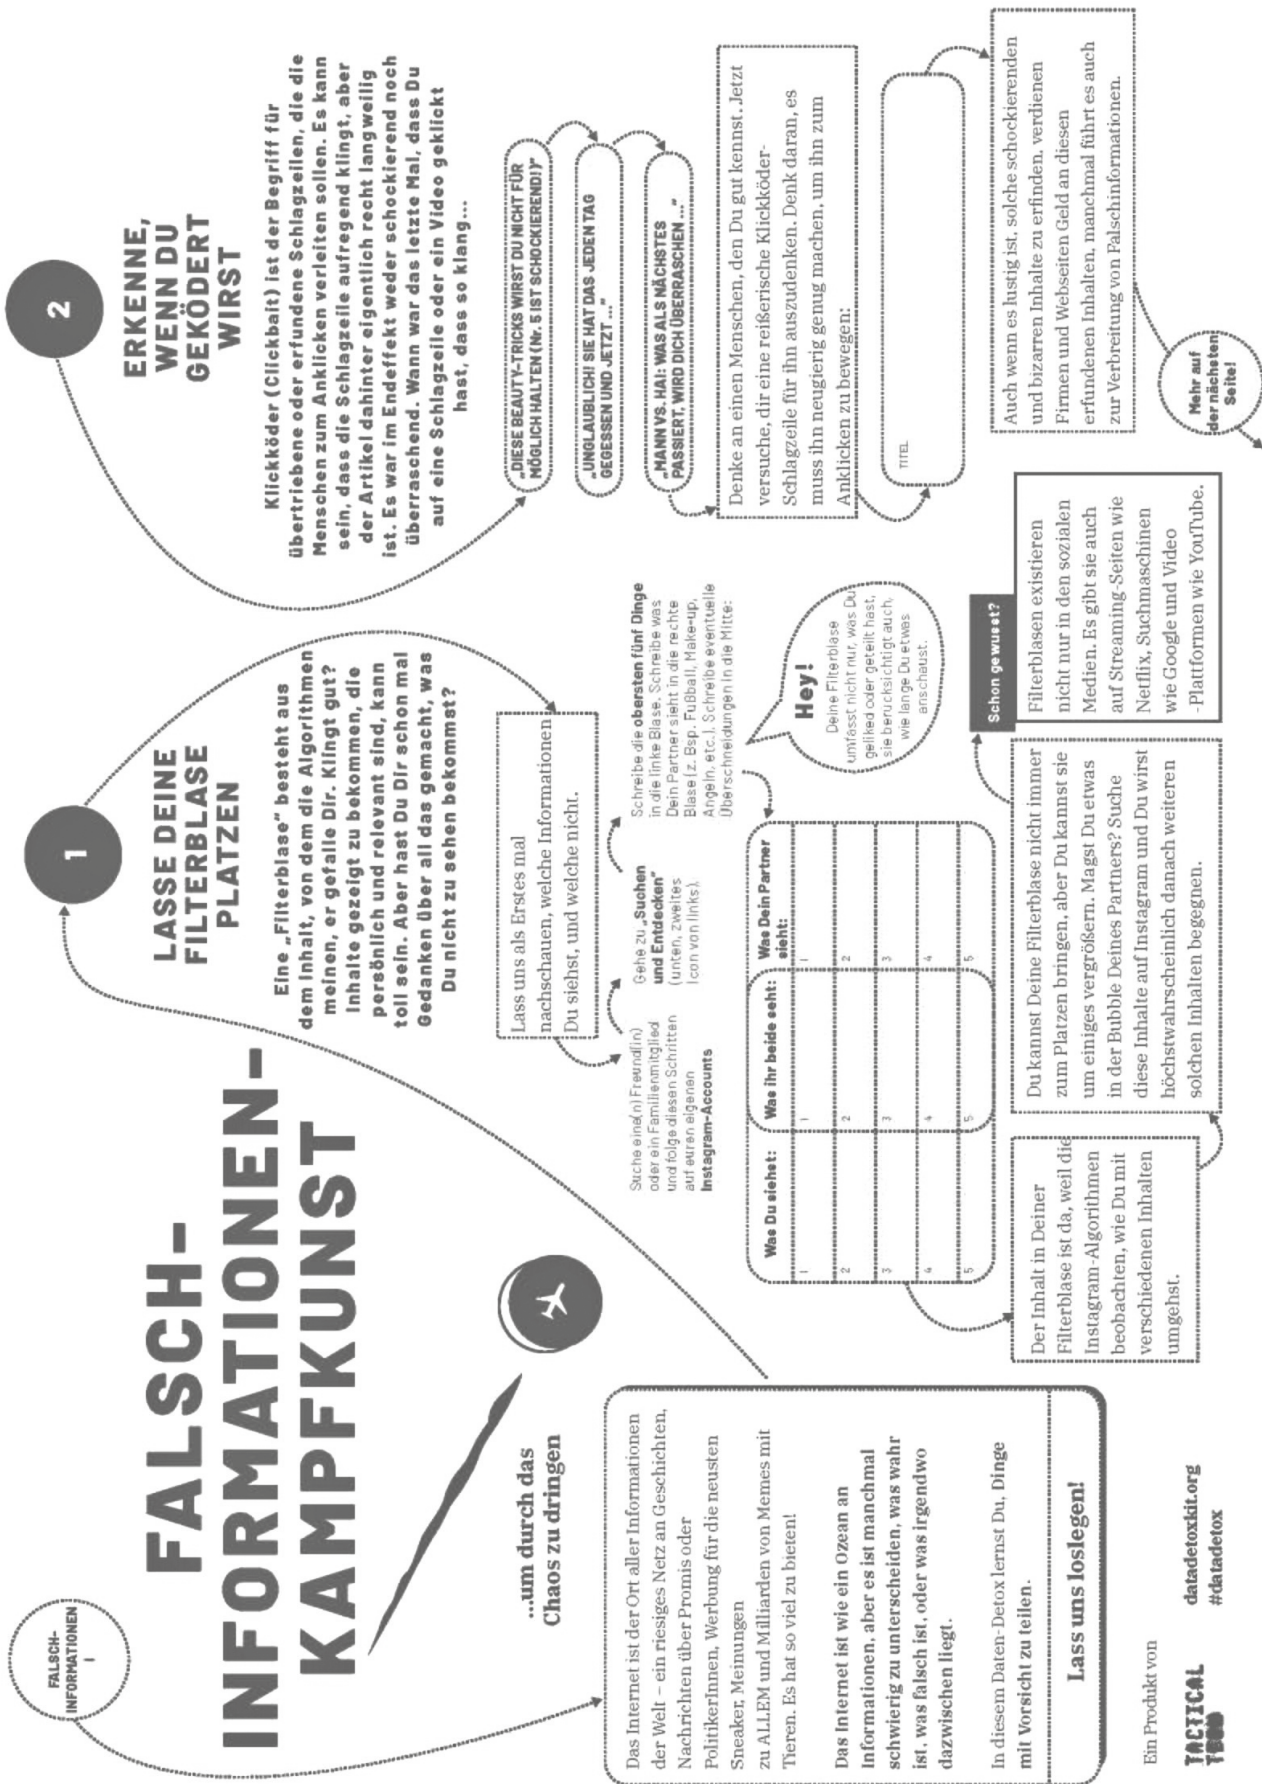 FALSCH-
INFORMATIONEN
FALSCH-
INFORMATIONEN-
KAMPFKUNST
...um durch das
Chaos zu dringen
Das Internet ist der Ort aller Informationen
der Welt – ein riesiges Netz an Geschichten,
Nachrichten über Promis oder
PolitikerInnen, Werbung für die neusten
Sneaker, Meinungen
zu ALLEM und Milliarden von Memes mit
Tieren. Es hat so viel zu bieten!
Das Internet ist wie ein Ozean an
Informationen, aber es ist manchmal
schwierig zu unterscheiden, was wahr
ist, was falsch ist, oder was irgendwo
dazwischen liegt.
In diesem Daten-Detox lernst Du, Dinge
mit Vorsicht zu teilen.
Lass uns loslegen!
Ein Produkt von
TACTICAL
TECH
datadetoxkit.org
#datadetox
1
LASSE DEINE
FILTERBLASE
PLATZEN
Eine „Filterblase“ besteht aus
dem Inhalt, von dem die Algorithmen
meinen, er gefalle Dir. Klingt gut?
Inhalte gezeigt zu bekommen, die
persönlich und relevant sind, kann
toll sein. Aber hast Du Dir schon mal
Gedanken über all das gemacht, was
Du nicht zu sehen bekommst?
Lass uns als Erstes mal
nachschauen, welche Informationen
Du siehst, und welche nicht.
Suche eine(n) Freund(in)
oder ein Familienmitglied
und folge diesen Schritten
auf euren eigenen
Instagram-Accounts
Gehe zu „Suchen
und Entdecken“
(unten, zweites
Icon von links).
Schreibe die obersten fünf Dinge
in die linke Blase. Schreibe was
Dein Partner sieht in die rechte
Blase (z. Bsp. Fußball, Make-up,
Angeln, etc.). Schreibe eventuelle
Überschneidungen in die Mitte:
Was Du siehst:
1
2
3
4
5
Was ihr beide seht:
1
2
3
4
5
Was Dein Partner
sieht:
1
2
3
4
5
Hey!
Deine Filterblase
umfasst nicht nur, was Du
geliked oder geteilt hast,
sie berücksichtigt auch,
wie lange Du etwas
anschaust.
Der Inhalt in Deiner
Filterblase ist da, weil die
Instagram-Algorithmen
beobachten, wie Du mit
verschiedenen Inhalten
umgehst.
Du kannst Deine Filterblase nicht immer
zum Platzen bringen, aber Du kannst sie
um einiges vergrößern. Magst Du etwas
in der Bubble Deines Partners? Suche
diese Inhalte auf Instagram und Du wirst
höchstwahrscheinlich danach weiteren
solchen Inhalten begegnen.
Schon gewusst?
Filterblasen existieren
nicht nur in den sozialen
Medien. Es gibt sie auch
auf Streaming-Seiten wie
Netflix, Suchmaschinen
wie Google und Video
-Plattformen wie YouTube.
2
ERKENNE,
WENN DU
GEKÖDERT
WIRST
Klickköder (Clickbait) ist der Begriff für
übertriebene oder erfundene Schlagzeilen, die die
Menschen zum Anklicken verleiten sollen. Es kann
sein, dass die Schlagzeile aufregend klingt, aber
der Artikel dahinter eigentlich recht langweilig
ist. Es war im Endeffekt weder schockierend noch
überraschend. Wann war das letzte Mal, dass Du
auf eine Schlagzeile oder ein Video geklickt
hast, dass so klang...
„DIESE BEAUTY-TRICKS WIRST DU NICHT FÜR
MÖGLICH HALTEN (Nr. 5 IST SCHOCKIEREND!)“
„UNGLAUBLICH! SIE HAT DAS JEDEN TAG
GEGESSEN UND JETZT ...“
„MANN VS. HAI: WAS ALS NÄCHSTES
PASSIERT, WIRD DICH ÜBERRASCHEN ...“
Denke an einen Menschen, den Du gut kennst. Jetzt
versuche, dir eine reißerische Klickköder-
Schlagzeile für ihn auszudenken. Denk daran, es
muss ihn neugierig genug machen, um ihn zum
Anklicken zu bewegen:
TITEL
Auch wenn es lustig ist, solche schockierenden
und bizarren Inhalte zu erfinden, verdienen
Firmen und Webseiten Geld an diesen
erfundenen Inhalten, manchmal führt es auch
zur Verbreitung von Falschinformationen.
Mehr auf
der nächsten
Seite!